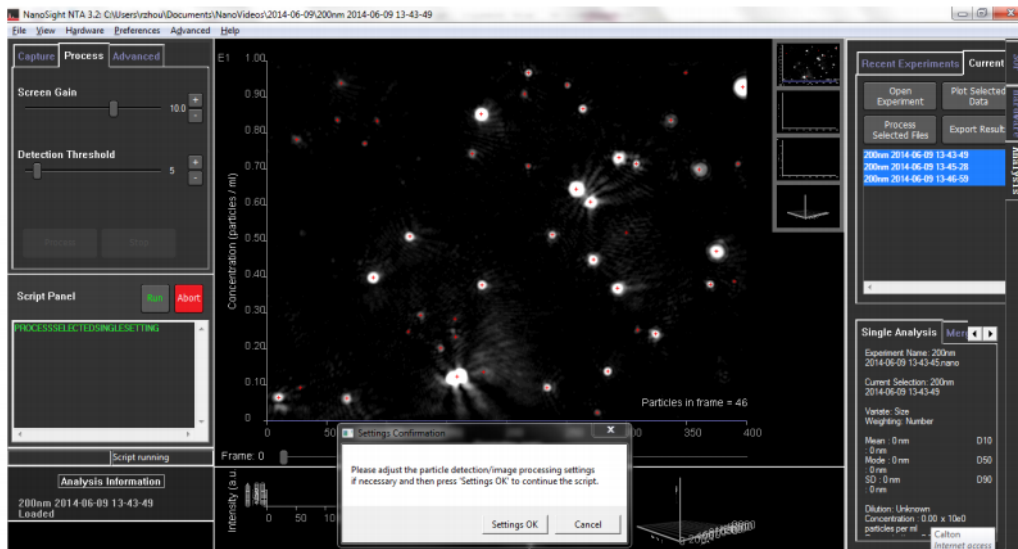 NanoSight NTA 3.2: C:\Users\rzhou\Documents\NanoVideos\2014-06-09\200nm 2014-06-09 13-43-49
File View Hardware Preferences Advanced Help
Capture Process Advanced
Screen Gain
10.0
+
-
Detection Threshold
5
+
-
Process Stop
Script Panel
Run Abort
PROCESSSELECTEDSINGLESETTING
Script running
Analysis Information
200nm 2014-06-09 13-43-49
Loaded
E1
1.00
0.90
0.80
0.70
0.60
0.50
0.40
0.30
0.20
0.10
Concentration (particles / ml)
0 50 350 400
Particles in frame = 46
Frame: 0
Intensity (a.u.
0 50 10
Settings Confirmation
X
Please adjust the particle detection/image processing settings
if necessary and then press 'Settings OK' to continue the script.
Settings OK Cancel
Recent Experiments Current
Open
Experiment
Plot Selected
Data
Process
Selected Files
Export Result
200nm 2014-06-09 13-43-49
200nm 2014-06-09 13-45-28
200nm 2014-06-09 13-46-59
Hardware
Analysis
Single Analysis Mer
Experiment Name: 200nm
2014-06-09 13-43-45.nano
Current Selection: 200nm
2014-06-09 13-43-49
Variate: Size
Weighting: Number
Mean : 0 nm D10
: 0 nm
Mode : 0 nm D50
: 0 nm
SD : 0 nm D90
: 0 nm
Dilution: Unknown
Concentration : 0.00 x 10e0
particles per ml
Calton
Internet access